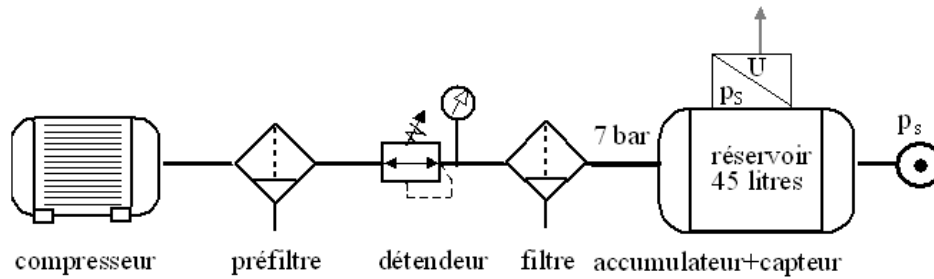 U
p_S
7 bar
réservoir
45 litres
p_s
compresseur
préfiltre
détendeur
filtre
accumulateur+capteur